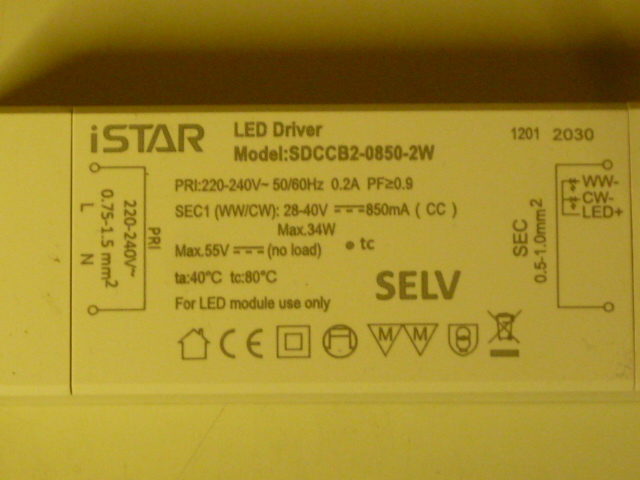 iSTAR
LED Driver
Model:SDCCB2-0850-2W
1201 2030
PRI:220-240V~ 50/60Hz 0.2A PF≥0.9
SEC1 (WW/CW): 28-40V ⎓850mA ( CC )
Max.34W
Max.55V ⎓ (no load)
tc
ta:40°C tc:80°C
For LED module use only
SELV
PRI
220-240V~
0.75-1.5 mm²
L N
SEC
0.5-1.0mm²
WW-
CW-
LED+
CE
M M